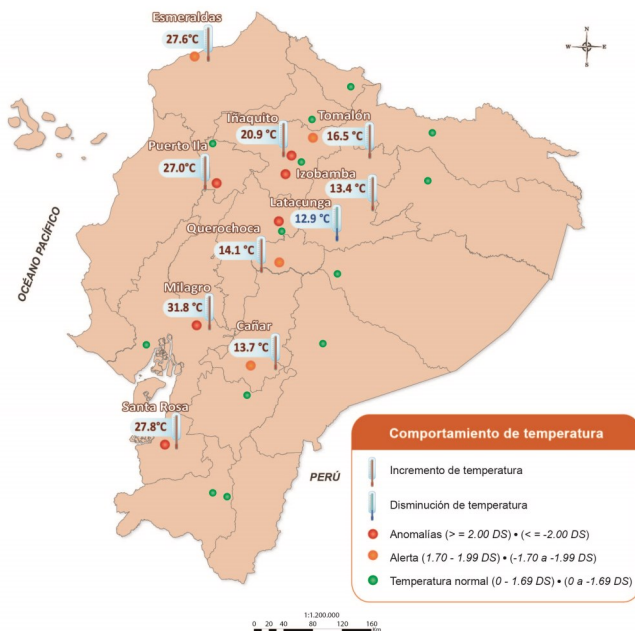 Esmeraldas
27.6°C
N
W
E
S
Iñaquito
20.9 °C
Tomalón
16.5 °C
Puerto Ila
27.0°C
Izobamba
13.4 °C
Latacunga
12.9 °C
Querochoca
14.1 °C
OCÉANO PACÍFICO
Milagro
31.8 °C
Cañar
13.7 °C
Santa Rosa
27.8°C
PERÚ
Comportamiento de temperatura
Incremento de temperatura
Disminución de temperatura
Anomalías (> = 2.00 DS) • (< = -2.00 DS)
Alerta (1.70 - 1.99 DS) • (-1.70 a -1.99 DS)
Temperatura normal (0 - 1.69 DS) • (0 a -1.69 DS)
1:1.200.000
0 20 40 80 120 160
Km